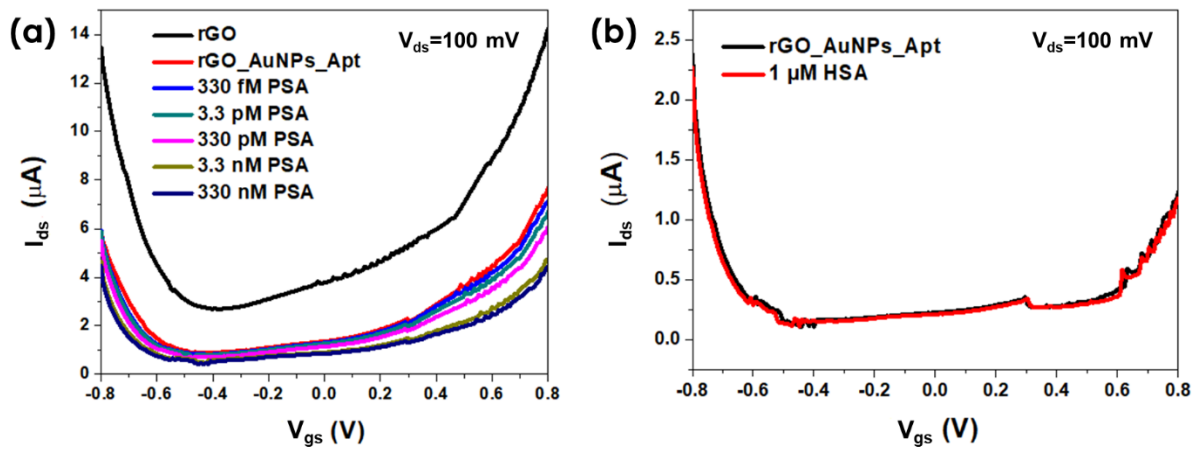 (a)
rGO
rGO_AuNPs_Apt
330 fM PSA
3.3 pM PSA
330 pM PSA
3.3 nM PSA
330 nM PSA
Vds=100 mV
14
12
10
8
6
4
2
0
Ids (μA)
-0.8 -0.6 -0.4 -0.2 0.0 0.2 0.4 0.6 0.8
Vgs (V)
(b)
rGO_AuNPs_Apt
1 μM HSA
Vds=100 mV
2.5
2.0
1.5
1.0
0.5
0.0
Ids (μA)
-0.8 -0.6 -0.4 -0.2 0.0 0.2 0.4 0.6 0.8
Vgs (V)